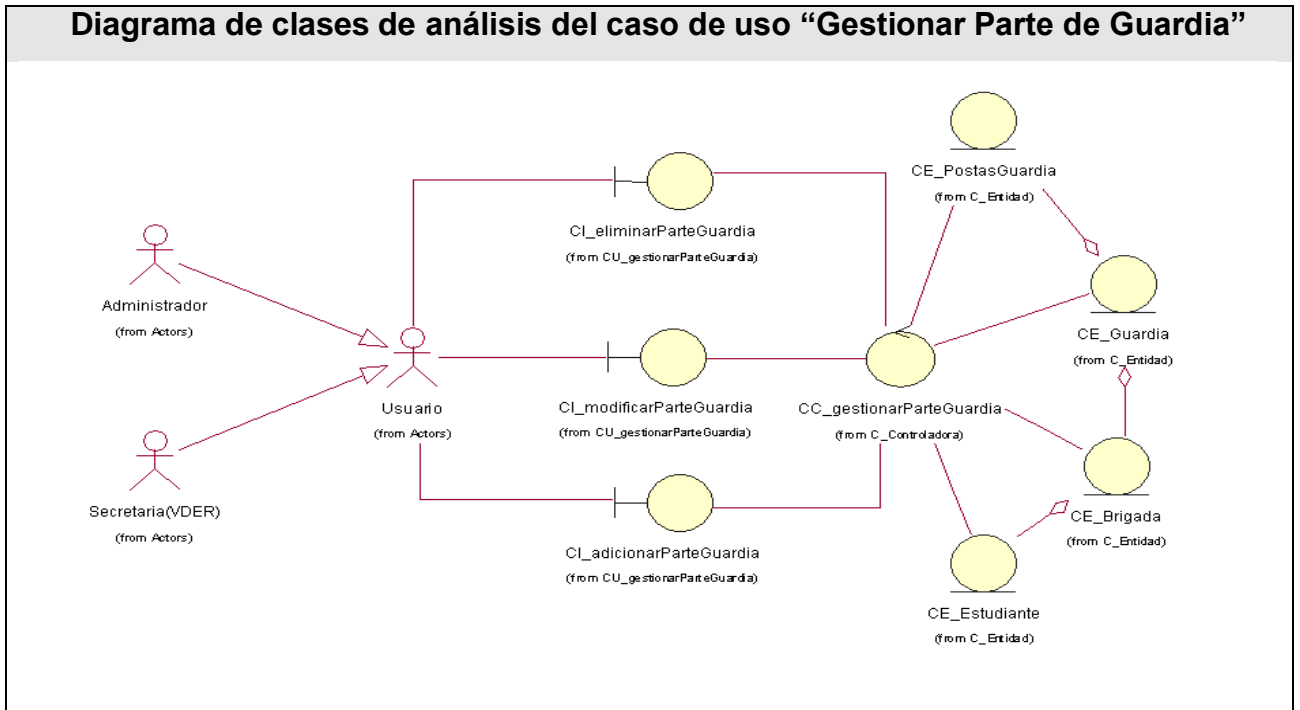 Diagrama de clases de análisis del caso de uso “Gestionar Parte de Guardia”
CE_PostasGuardia
(from C_Entidad)
CI_eliminarParteGuardia
(from CU_gestionarParteGuardia)
Administrador
(from Actors)
CE_Guardia
(from C_Entidad)
Usuario
(from Actors)
CI_modificarParteGuardia
(from CU_gestionarParteGuardia)
CC_gestionarParteGuardia
(from C_Controladora)
Secretaria(VDER)
(from Actors)
CE_Brigada
(from C_Entidad)
CI_adicionarParteGuardia
(from CU_gestionarParteGuardia)
CE_Estudiante
(from C_Entidad)